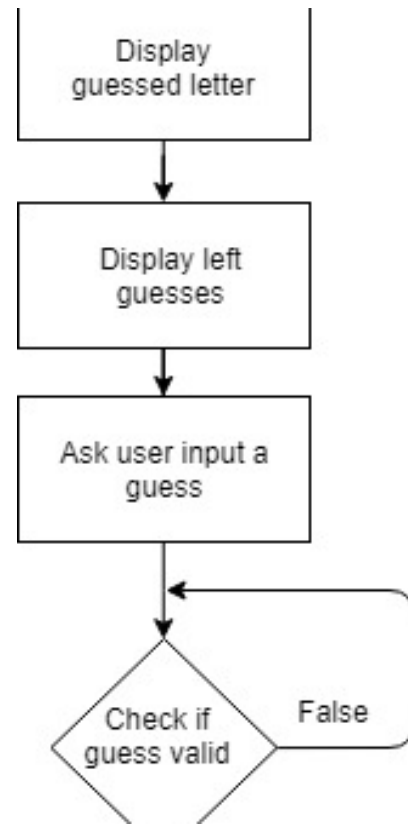 Display
guessed letter
Display left
guesses
Ask user input a
guess
Check if
guess valid
False